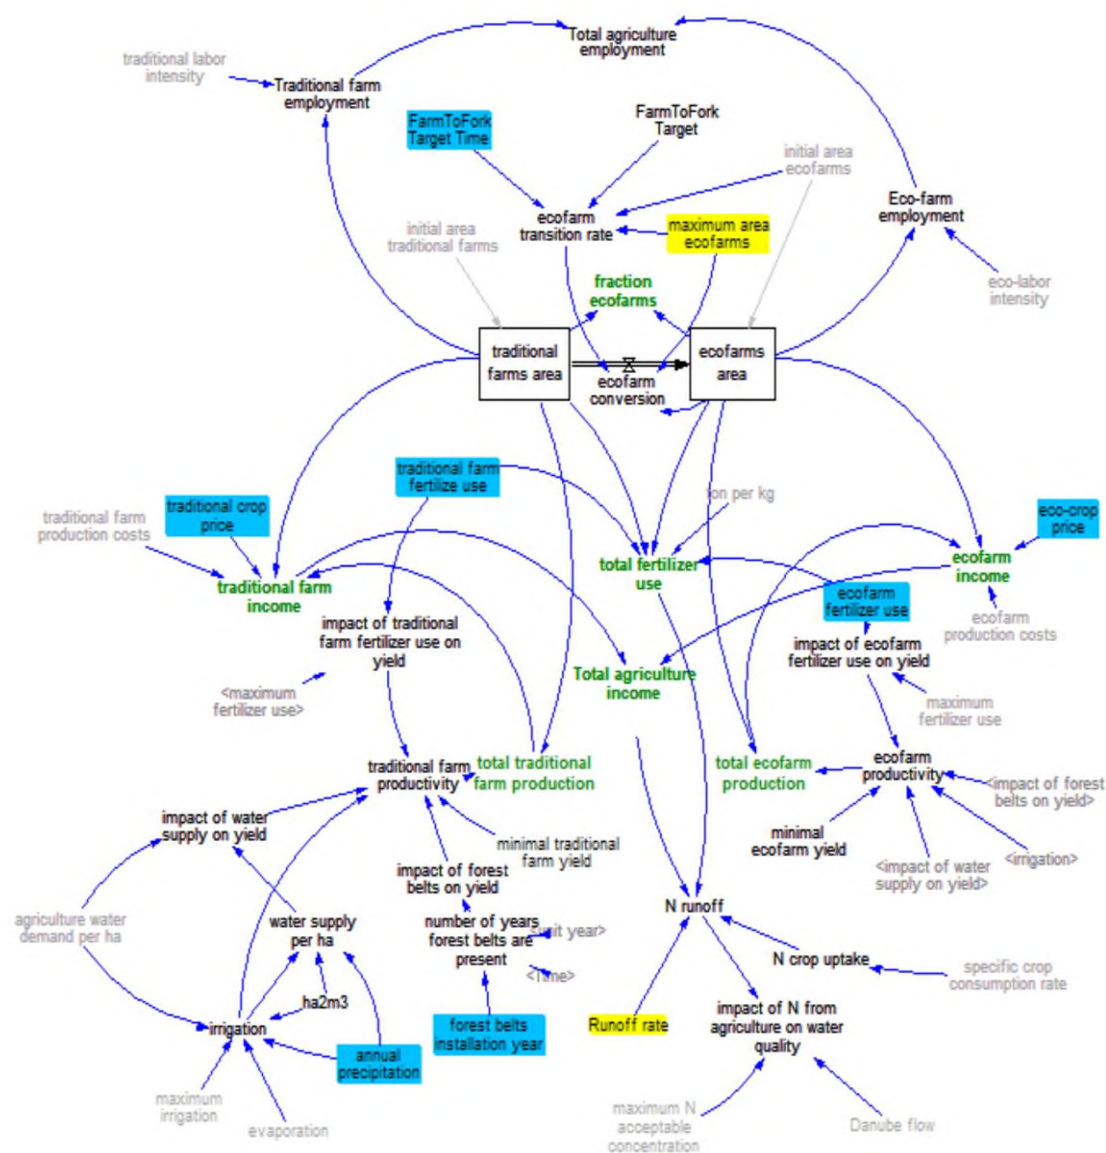 Total agriculture
employment
traditional labor
intensity
Traditional farm
employment
FarmToFork
Target Time
FarmToFork
Target
initial area
ecofarms
Eco-farm
employment
ecofarm
transition rate
initial area
traditional farms
maximum area
ecofarms
eco-labor
intensity
fraction
ecofarms
traditional
farms area
ecofarms
area
ecofarm
conversion
traditional farm
fertilize use
ton per kg
traditional crop
price
traditional farm
production costs
eco-crop
price
traditional farm
income
total fertilizer
use
ecofarm
income
ecofarm
fertilizer use
ecofarm
production costs
impact of traditional
farm fertilizer use on
yield
impact of ecofarm
fertilizer use on yield
<maximum
fertilizer use>
Total agriculture
income
maximum
fertilizer use
traditional farm
productivity
total traditional
farm production
total ecofarm
production
ecofarm
productivity
<impact of forest
belts on yield>
impact of water
supply on yield
minimal traditional
farm yield
minimal
ecofarm yield
<irrigation>
<impact of water
supply on yield>
impact of forest
belts on yield
agriculture water
demand per ha
water supply
per ha
number of years
forest belts are
present
<unit year>
<Time>
N runoff
N crop uptake
specific crop
consumption rate
ha2m3
irrigation
forest belts
installation year
Runoff rate
impact of N from
agriculture on water
quality
annual
precipitation
maximum
irrigation
evaporation
maximum N
acceptable
concentration
Danube flow